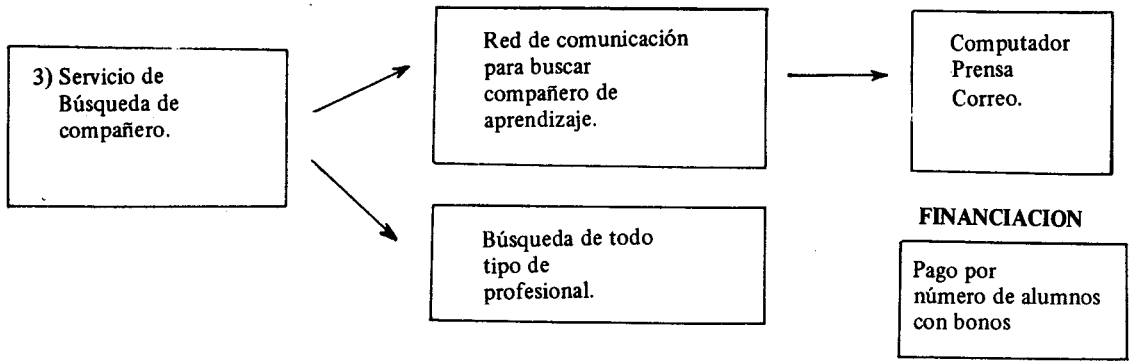 3) Servicio de
Búsqueda de
compañero.
Red de comunicación
para buscar
compañero de
aprendizaje.
Computador
Prensa
Correo.
Búsqueda de todo
tipo de
profesional.
FINANCIACION
Pago por
número de alumnos
con bonos